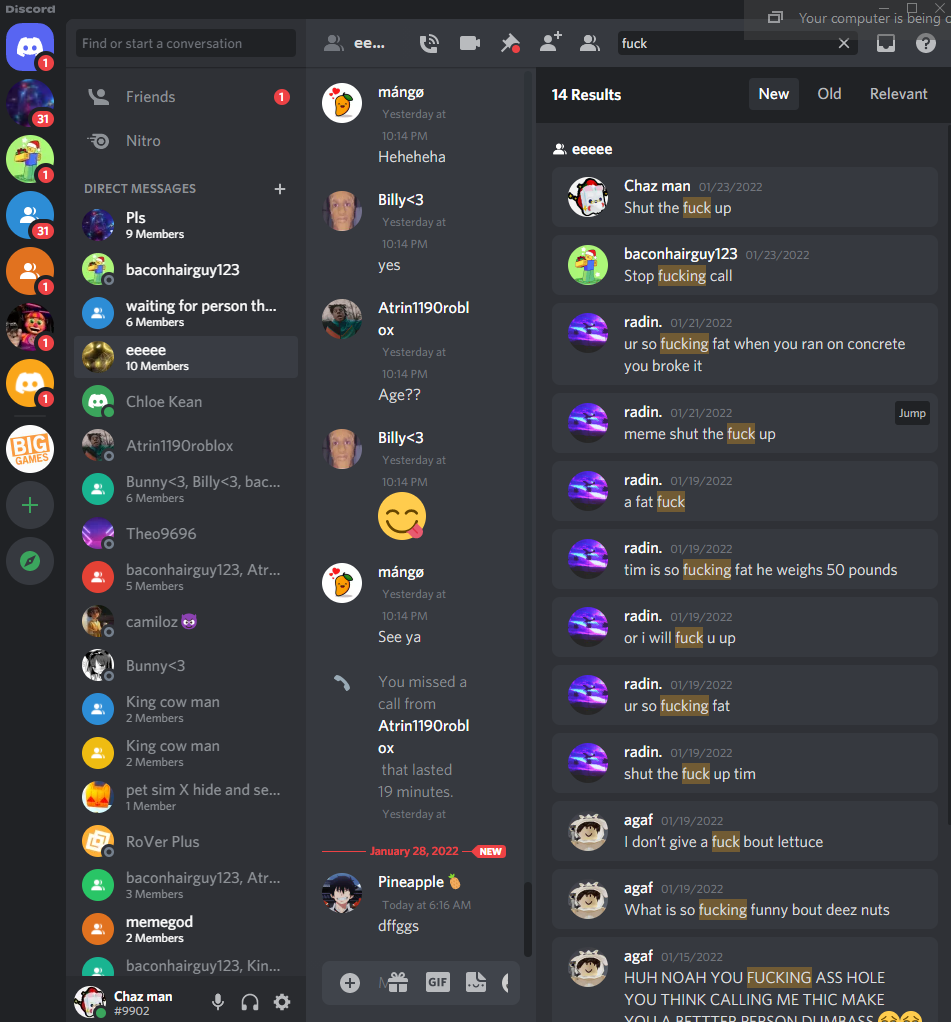 Discord
Your computer is being c
Find or start a conversation
ee...
fuck
1
31
1
31
1
1
1
BIG
GAMES
Friends
1
Nitro
DIRECT MESSAGES
Pls
9 Members
baconhairguy123
waiting for person th...
6 Members
eeeee
10 Members
Chloe Kean
Atrin1190roblox
Bunny<3, Billy<3, bac...
6 Members
Theo9696
baconhairguy123, Atr...
5 Members
camiloz😈
Bunny<3
King cow man
2 Members
King cow man
2 Members
pet sim X hide and se...
1 Member
RoVer Plus
baconhairguy123, Atr...
3 Members
memegod
2 Members
baconhairguy123, Kin...
Chaz man
#9902
mángø
Yesterday at
10:14 PM
Heheheha
Billy<3
Yesterday at
10:14 PM
yes
Atrin1190robl
ox
Yesterday at
10:14 PM
Age??
Billy<3
Yesterday at
10:14 PM
😋
mángø
Yesterday at
10:14 PM
See ya
You missed a
call from
Atrin1190robl
ox
that lasted
19 minutes.
Yesterday at
January 28, 2022
NEW
Pineapple🍍
Today at 6:16 AM
dffggs
M
GIF
14 Results
New
Old
Relevant
eeeee
Chaz man 01/23/2022
Shut the fuck up
baconhairguy123 01/23/2022
Stop fucking call
radin. 01/21/2022
ur so fucking fat when you ran on concrete
you broke it
radin. 01/21/2022
Jump
meme shut the fuck up
radin. 01/19/2022
a fat fuck
radin. 01/19/2022
tim is so fucking fat he weighs 50 pounds
radin. 01/19/2022
or i will fuck u up
radin. 01/19/2022
ur so fucking fat
radin. 01/19/2022
shut the fuck up tim
agaf 01/19/2022
I don't give a fuck bout lettuce
agaf 01/19/2022
What is so fucking funny bout deez nuts
agaf 01/15/2022
HUH NOAH YOU FUCKING ASS HOLE
YOU THINK CALLING ME THIC MAKE
YOU A BETTTER PERSON DUMBASS